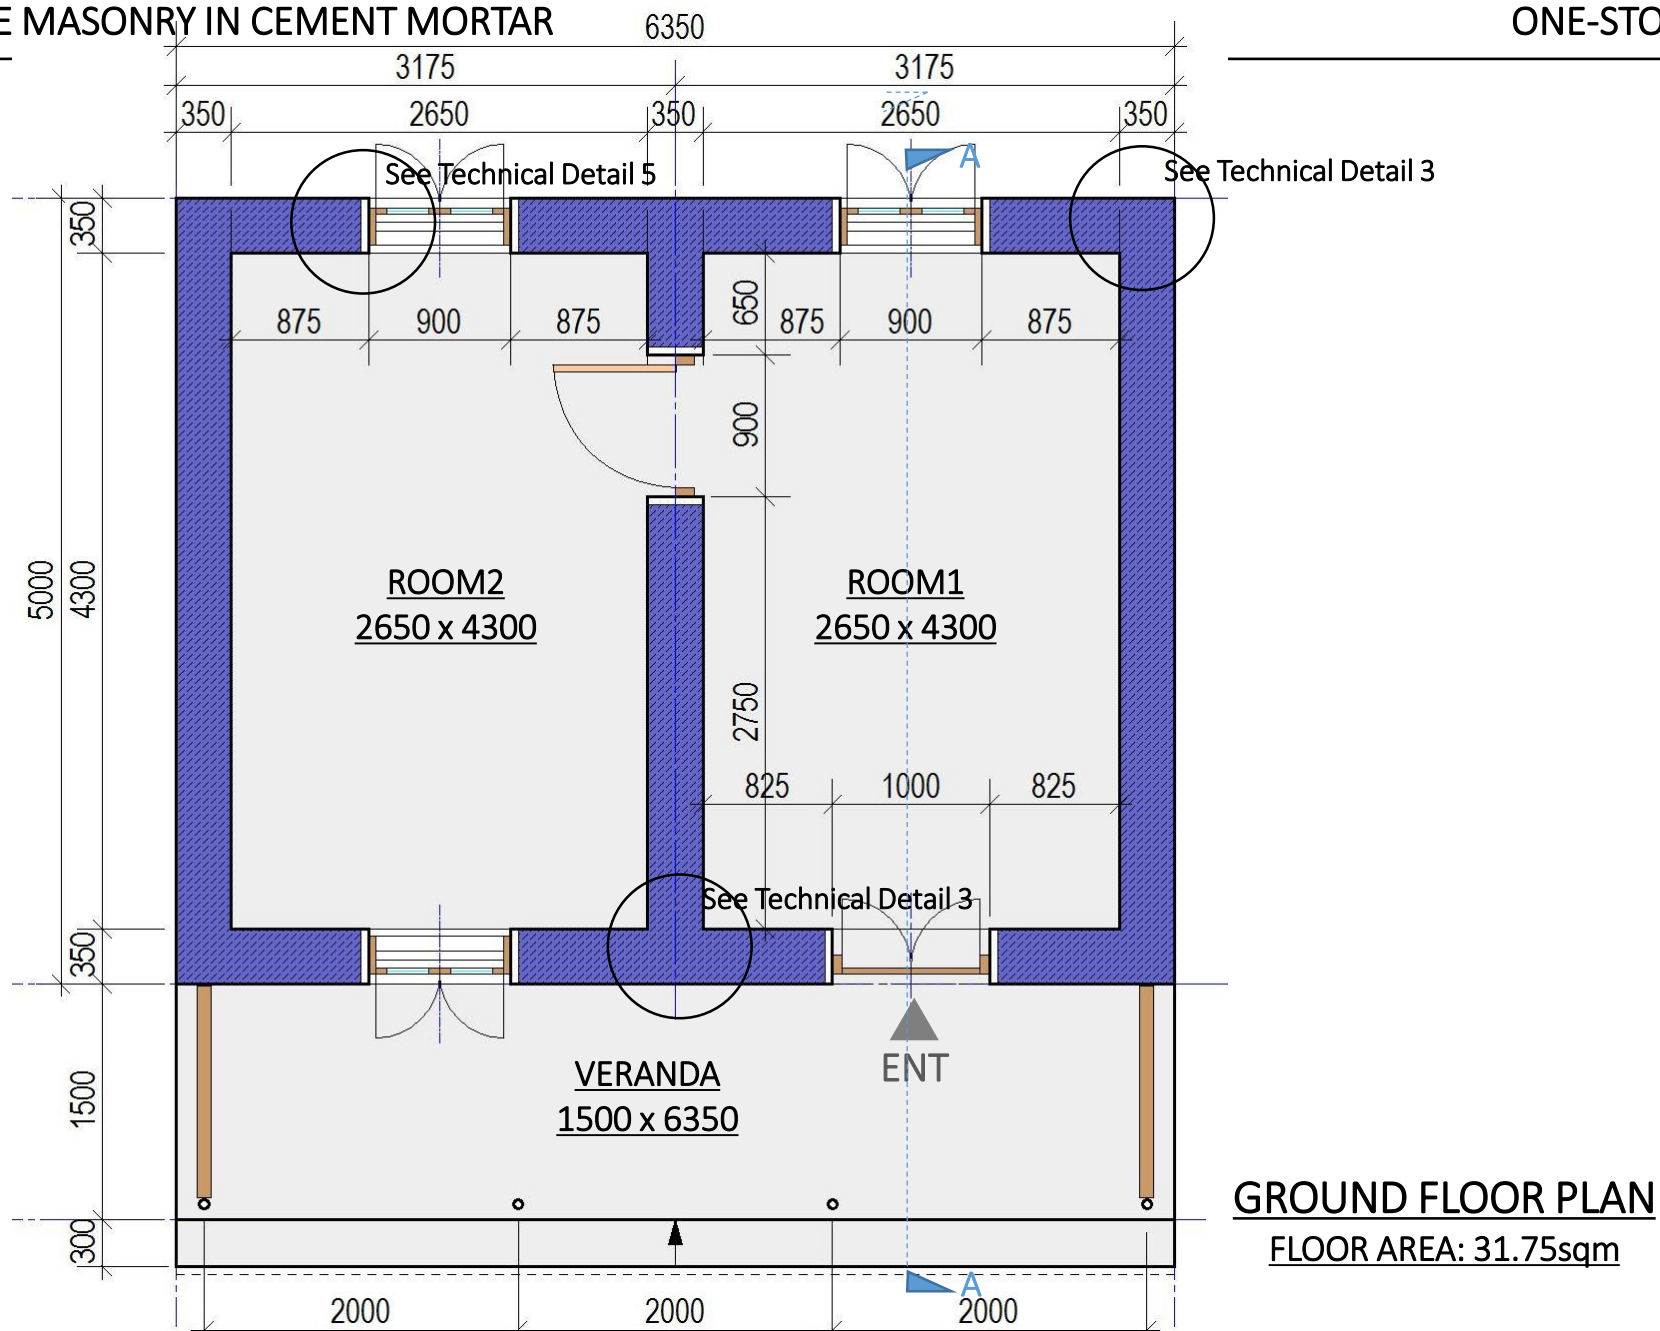 E MASONRY IN CEMENT MORTAR
ONE-STO
6350
3175
3175
350
2650
350
2650
350
A
See Technical Detail 5
See Technical Detail 3
350
650
875
900
875
875
900
875
900
5000
4300
ROOM2
2650 x 4300
ROOM1
2650 x 4300
2750
825
1000
825
See Technical Detail 3
350
ENT
VERANDA
1500 x 6350
1500
GROUND FLOOR PLAN
FLOOR AREA: 31.75sqm
300
A
2000
2000
2000